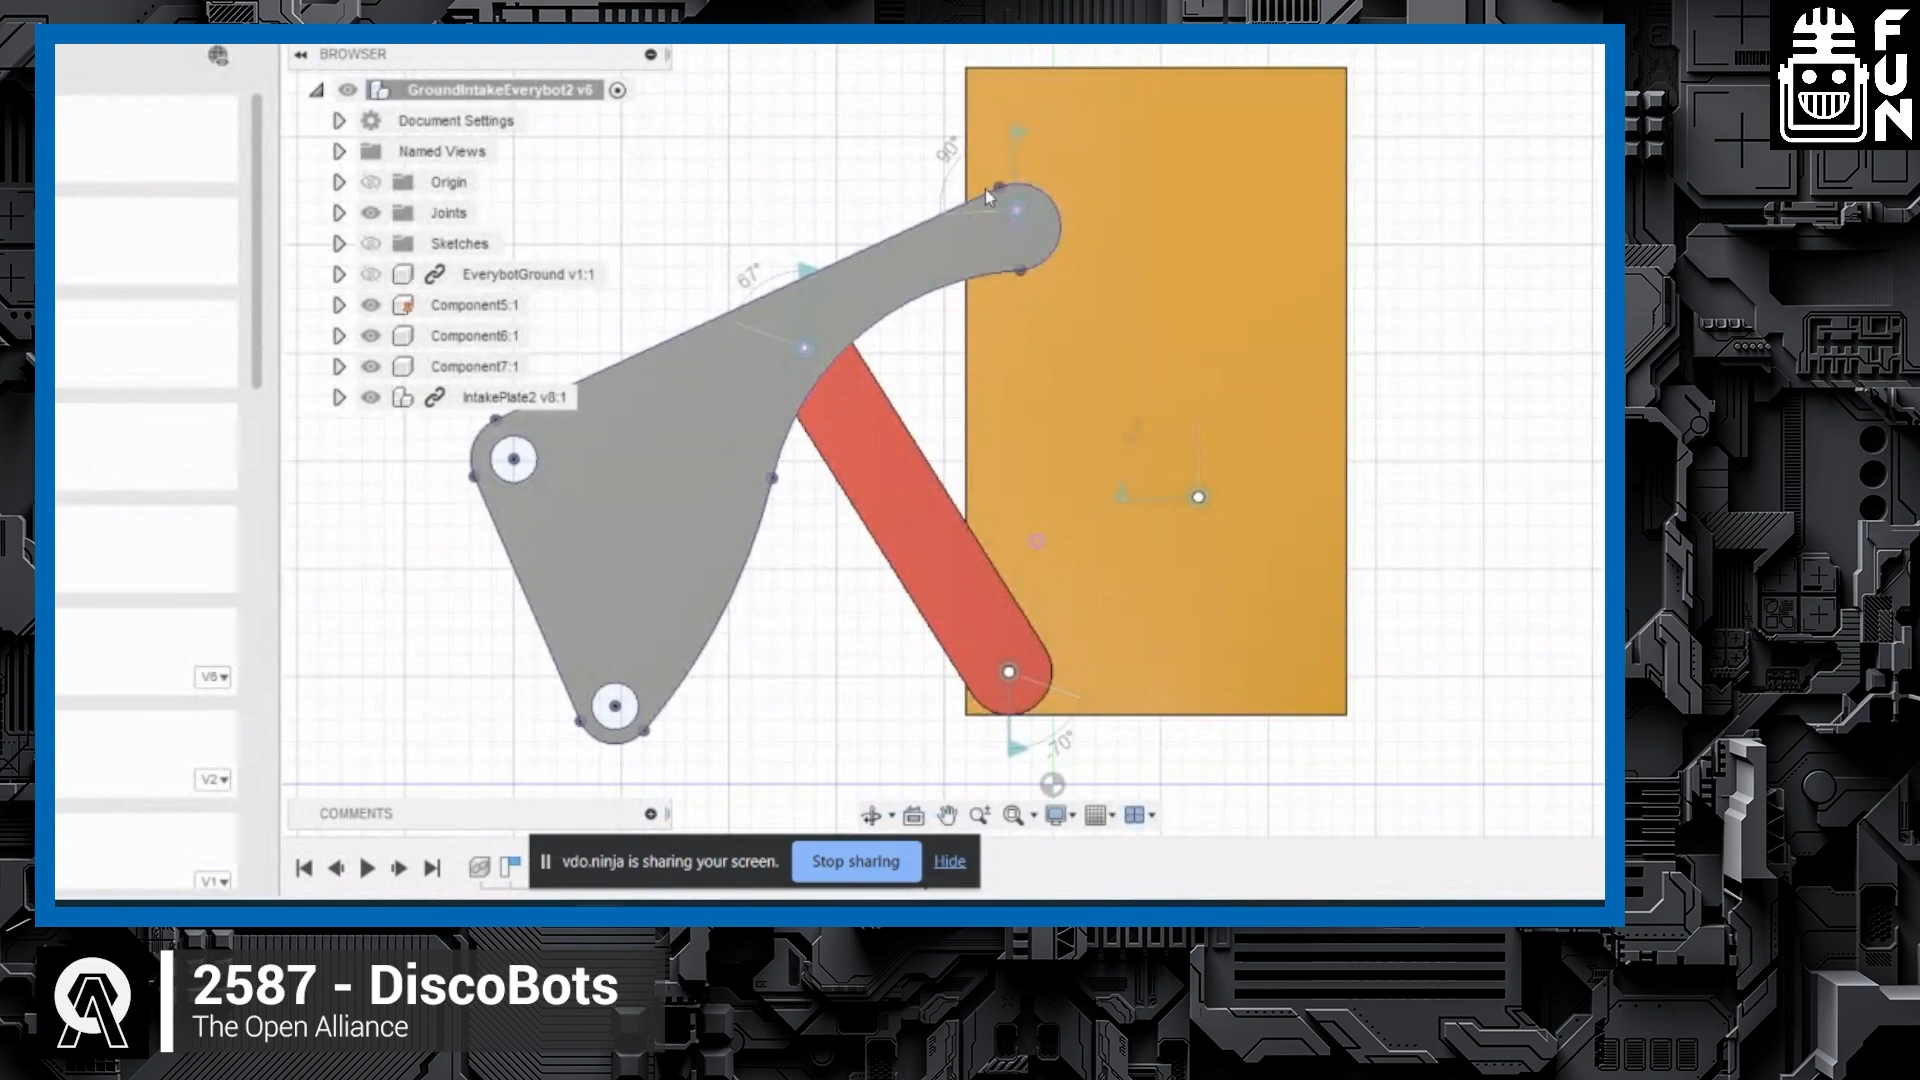 BROWSER
GroundIntakeEverybot2 v6
Document Settings
Named Views
Origin
Joints
Sketches
EverybotGround v1:1
Component5:1
Component6:1
Component7:1
IntakePlate2 v8:1
90°
67°
70°
V6
V2
V1
COMMENTS
vdo.ninja is sharing your screen.
Stop sharing
Hide
FUN
2587 - DiscoBots
The Open Alliance